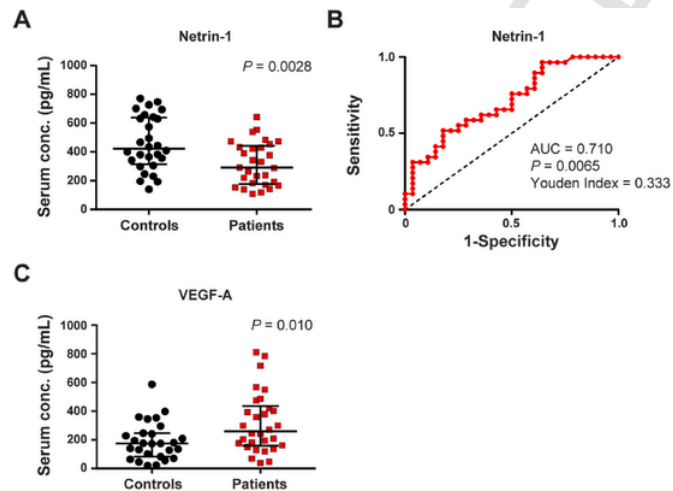 A
Netrin-1
P = 0.0028
1000
800
600
400
200
0
Serum conc. (pg/mL)
Controls
Patients
B
Netrin-1
1.0
0.5
0
Sensitivity
AUC = 0.710
P = 0.0065
Youden Index = 0.333
0
0.5
1.0
1-Specificity
C
VEGF-A
P = 0.010
1000
800
600
400
200
0
Serum conc. (pg/mL)
Controls
Patients